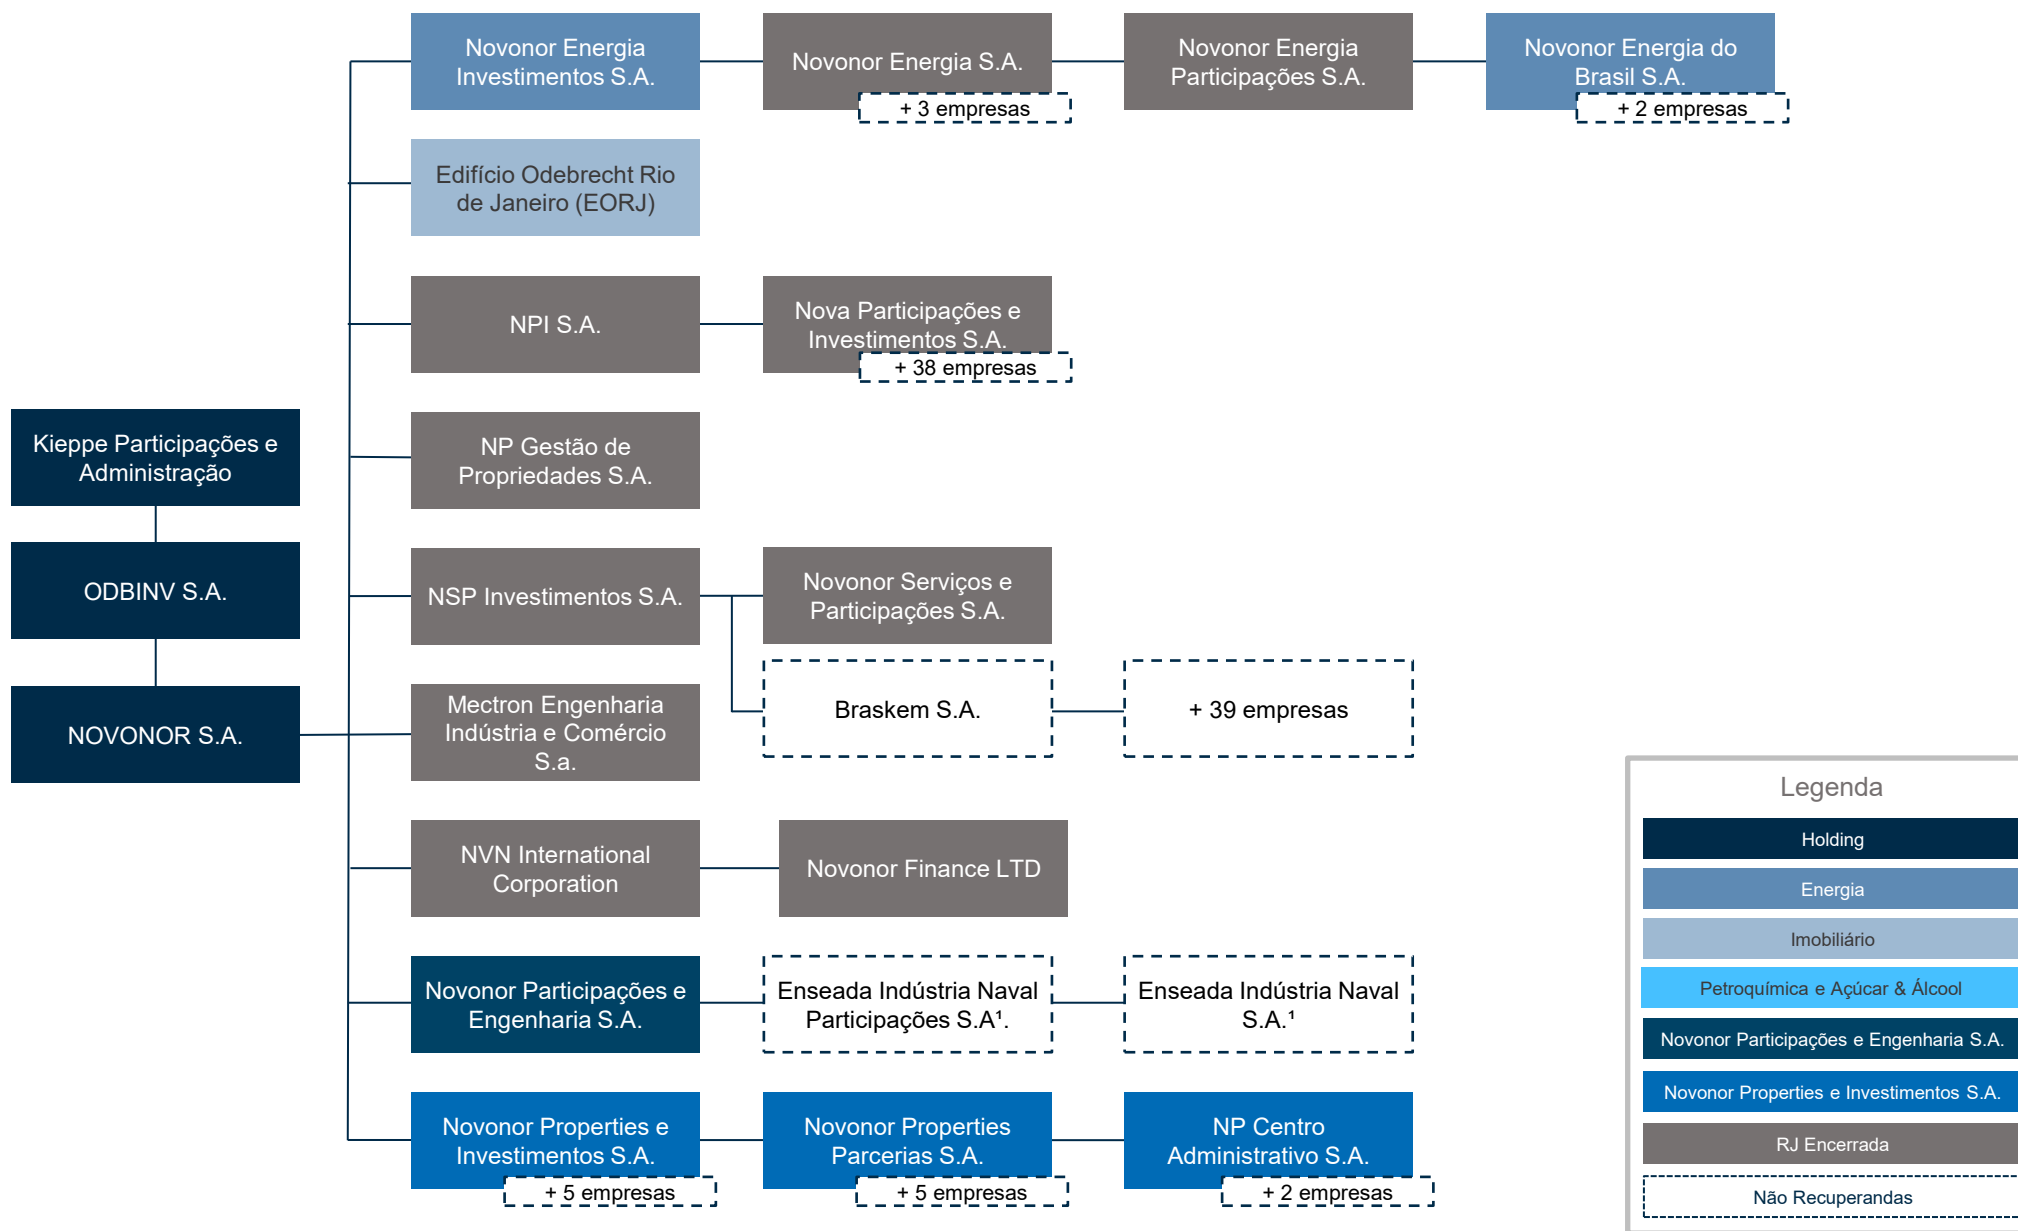 Novonor Energia
Investimentos S.A.
Novonor Energia S.A.
+ 3 empresas
Novonor Energia
Participações S.A.
Novonor Energia do
Brasil S.A.
+ 2 empresas
Edifício Odebrecht Rio
de Janeiro (EORJ)
NPI S.A.
Nova Participações e
Investimentos S.A.
+ 38 empresas
Kieppe Participações e
Administração
NP Gestão de
Propriedades S.A.
ODBINV S.A.
NSP Investimentos S.A.
Novonor Serviços e
Participações S.A.
NOVONOR S.A.
Mectron Engenharia
Indústria e Comércio
S.a.
Braskem S.A.
+ 39 empresas
NVN International
Corporation
Novonor Finance LTD
Novonor Participações e
Engenharia S.A.
Enseada Indústria Naval
Participações S.A¹.
Enseada Indústria Naval
S.A.¹
Novonor Properties e
Investimentos S.A.
+ 5 empresas
Novonor Properties
Parcerias S.A.
+ 5 empresas
NP Centro
Administrativo S.A.
+ 2 empresas
Legenda
Holding
Energia
Imobiliário
Petroquímica e Açúcar & Álcool
Novonor Participações e Engenharia S.A.
Novonor Properties e Investimentos S.A.
RJ Encerrada
Não Recuperandas